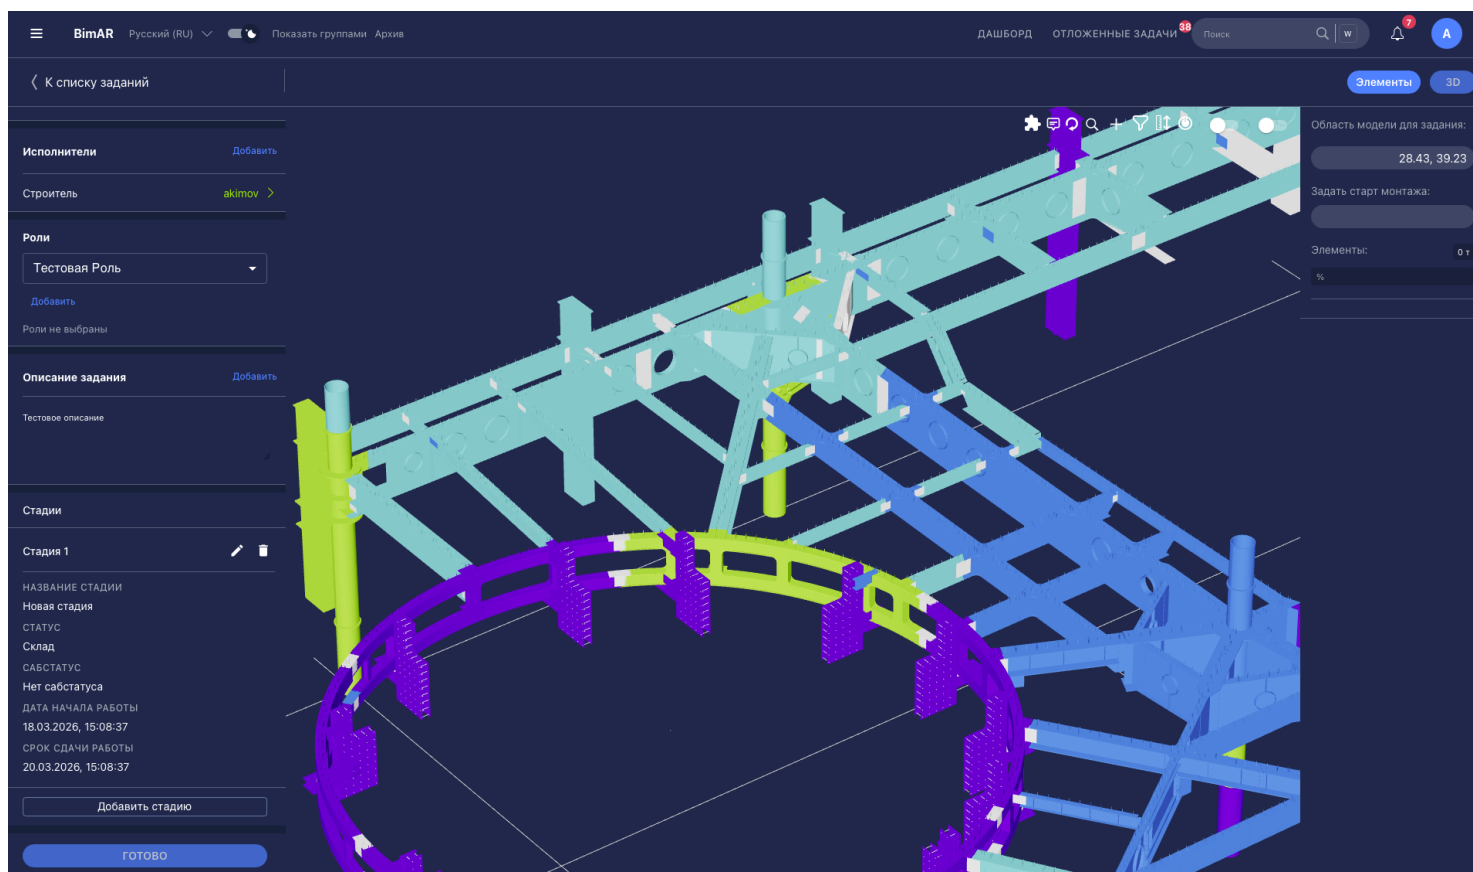 BimAR Русский (RU) Показать группами Архив ДАШБОРД ОТЛОЖЕННЫЕ ЗАДАЧИ 38 Поиск W 7 A
К списку заданий Элементы 3D
Исполнители Добавить
Строитель akimov
Роли
Тестовая Роль
Добавить
Роли не выбраны
Описание задания Добавить
Тестовое описание
Стадии
Стадия 1
НАЗВАНИЕ СТАДИИ
Новая стадия
СТАТУС
Склад
САБСТАТУС
Нет сабстатуса
ДАТА НАЧАЛА РАБОТЫ
18.03.2026, 15:08:37
СРОК СДАЧИ РАБОТЫ
20.03.2026, 15:08:37
Добавить стадию
ГОТОВО
Область модели для задания:
28.43, 39.23
Задать старт монтажа:
Элементы: 0 т
%